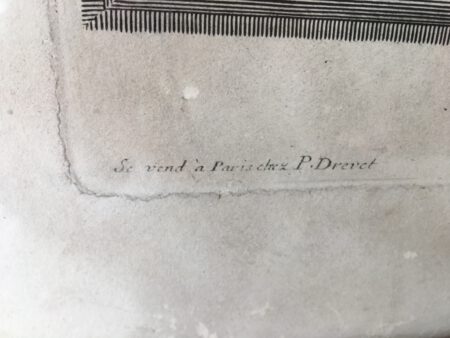 Se vend à Paris chez P. Drevet